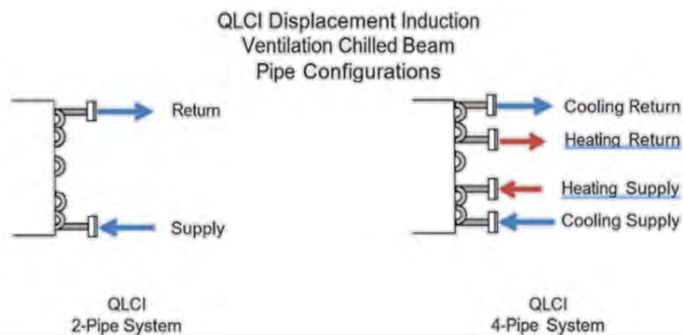 QLCI Displacement Induction
Ventilation Chilled Beam
Pipe Configurations
Return
Supply
QLCI
2-Pipe System
Cooling Return
Heating Return
Heating Supply
Cooling Supply
QLCI
4-Pipe System